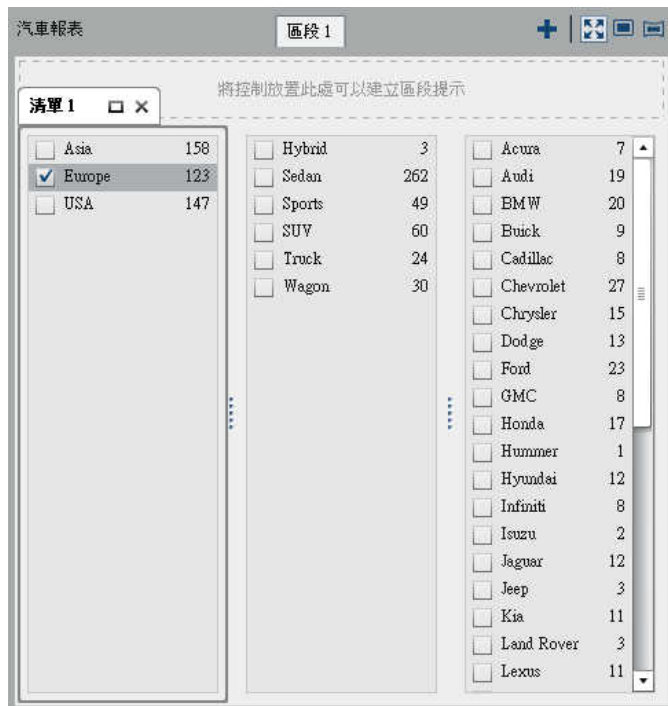 汽車報表
區段 1
將控制放置此處可以建立區段提示
清單 1
Asia 158
Europe 123
USA 147
Hybrid 3
Sedan 262
Sports 49
SUV 60
Truck 24
Wagon 30
Acura 7
Audi 19
BMW 20
Buick 9
Cadillac 8
Chevrolet 27
Chrysler 15
Dodge 13
Ford 23
GMC 8
Honda 17
Hummer 1
Hyundai 12
Infiniti 8
Isuzu 2
Jaguar 12
Jeep 3
Kia 11
Land Rover 3
Lexus 11